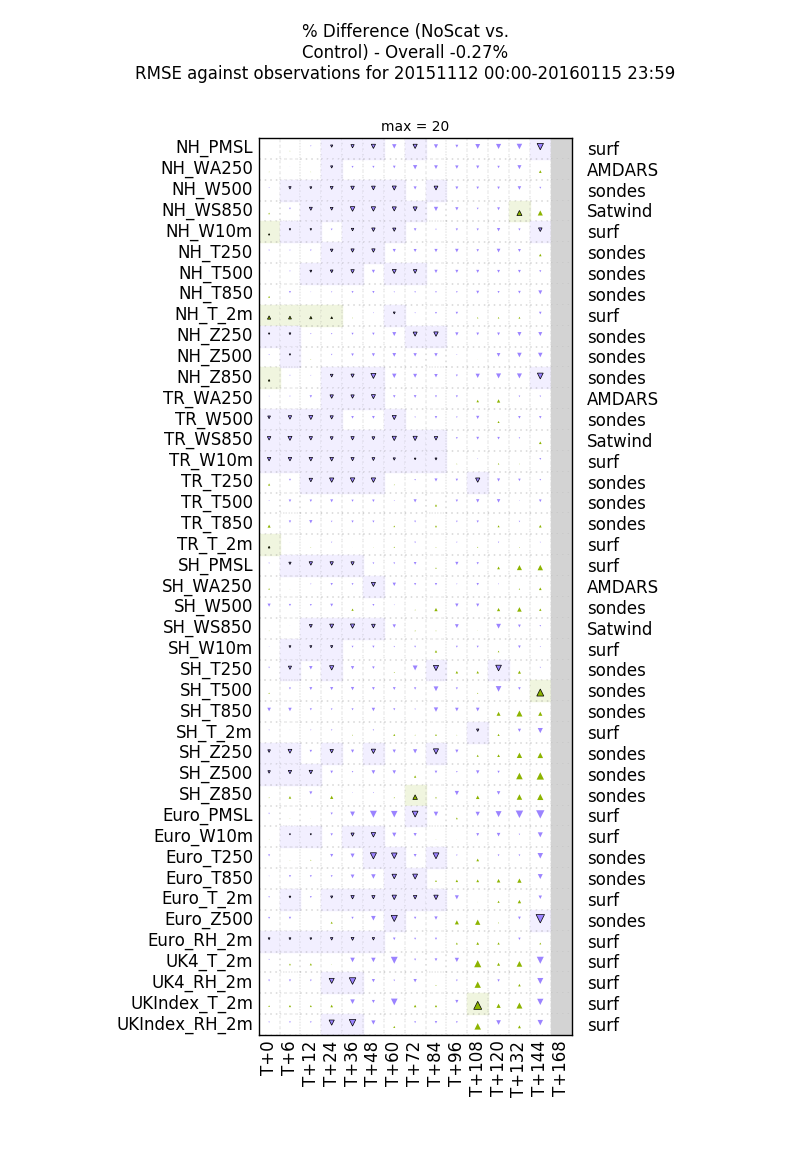 % Difference (NoScat vs.
Control) - Overall -0.27%
RMSE against observations for 20151112 00:00-20160115 23:59
max = 20
NH_PMSL surf
NH_WA250 AMDARS
NH_W500 sondes
NH_WS850 Satwind
NH_W10m surf
NH_T250 sondes
NH_T500 sondes
NH_T850 sondes
NH_T_2m surf
NH_Z250 sondes
NH_Z500 sondes
NH_Z850 sondes
TR_WA250 AMDARS
TR_W500 sondes
TR_WS850 Satwind
TR_W10m surf
TR_T250 sondes
TR_T500 sondes
TR_T850 sondes
TR_T_2m surf
SH_PMSL surf
SH_WA250 AMDARS
SH_W500 sondes
SH_WS850 Satwind
SH_W10m surf
SH_T250 sondes
SH_T500 sondes
SH_T850 sondes
SH_T_2m surf
SH_Z250 sondes
SH_Z500 sondes
SH_Z850 sondes
Euro_PMSL surf
Euro_W10m surf
Euro_T250 sondes
Euro_T850 sondes
Euro_T_2m surf
Euro_Z500 sondes
Euro_RH_2m surf
UK4_T_2m surf
UK4_RH_2m surf
UKIndex_T_2m surf
UKIndex_RH_2m surf
T+0 T+6 T+12 T+24 T+36 T+48 T+60 T+72 T+84 T+96 T+108 T+120 T+132 T+144 T+168